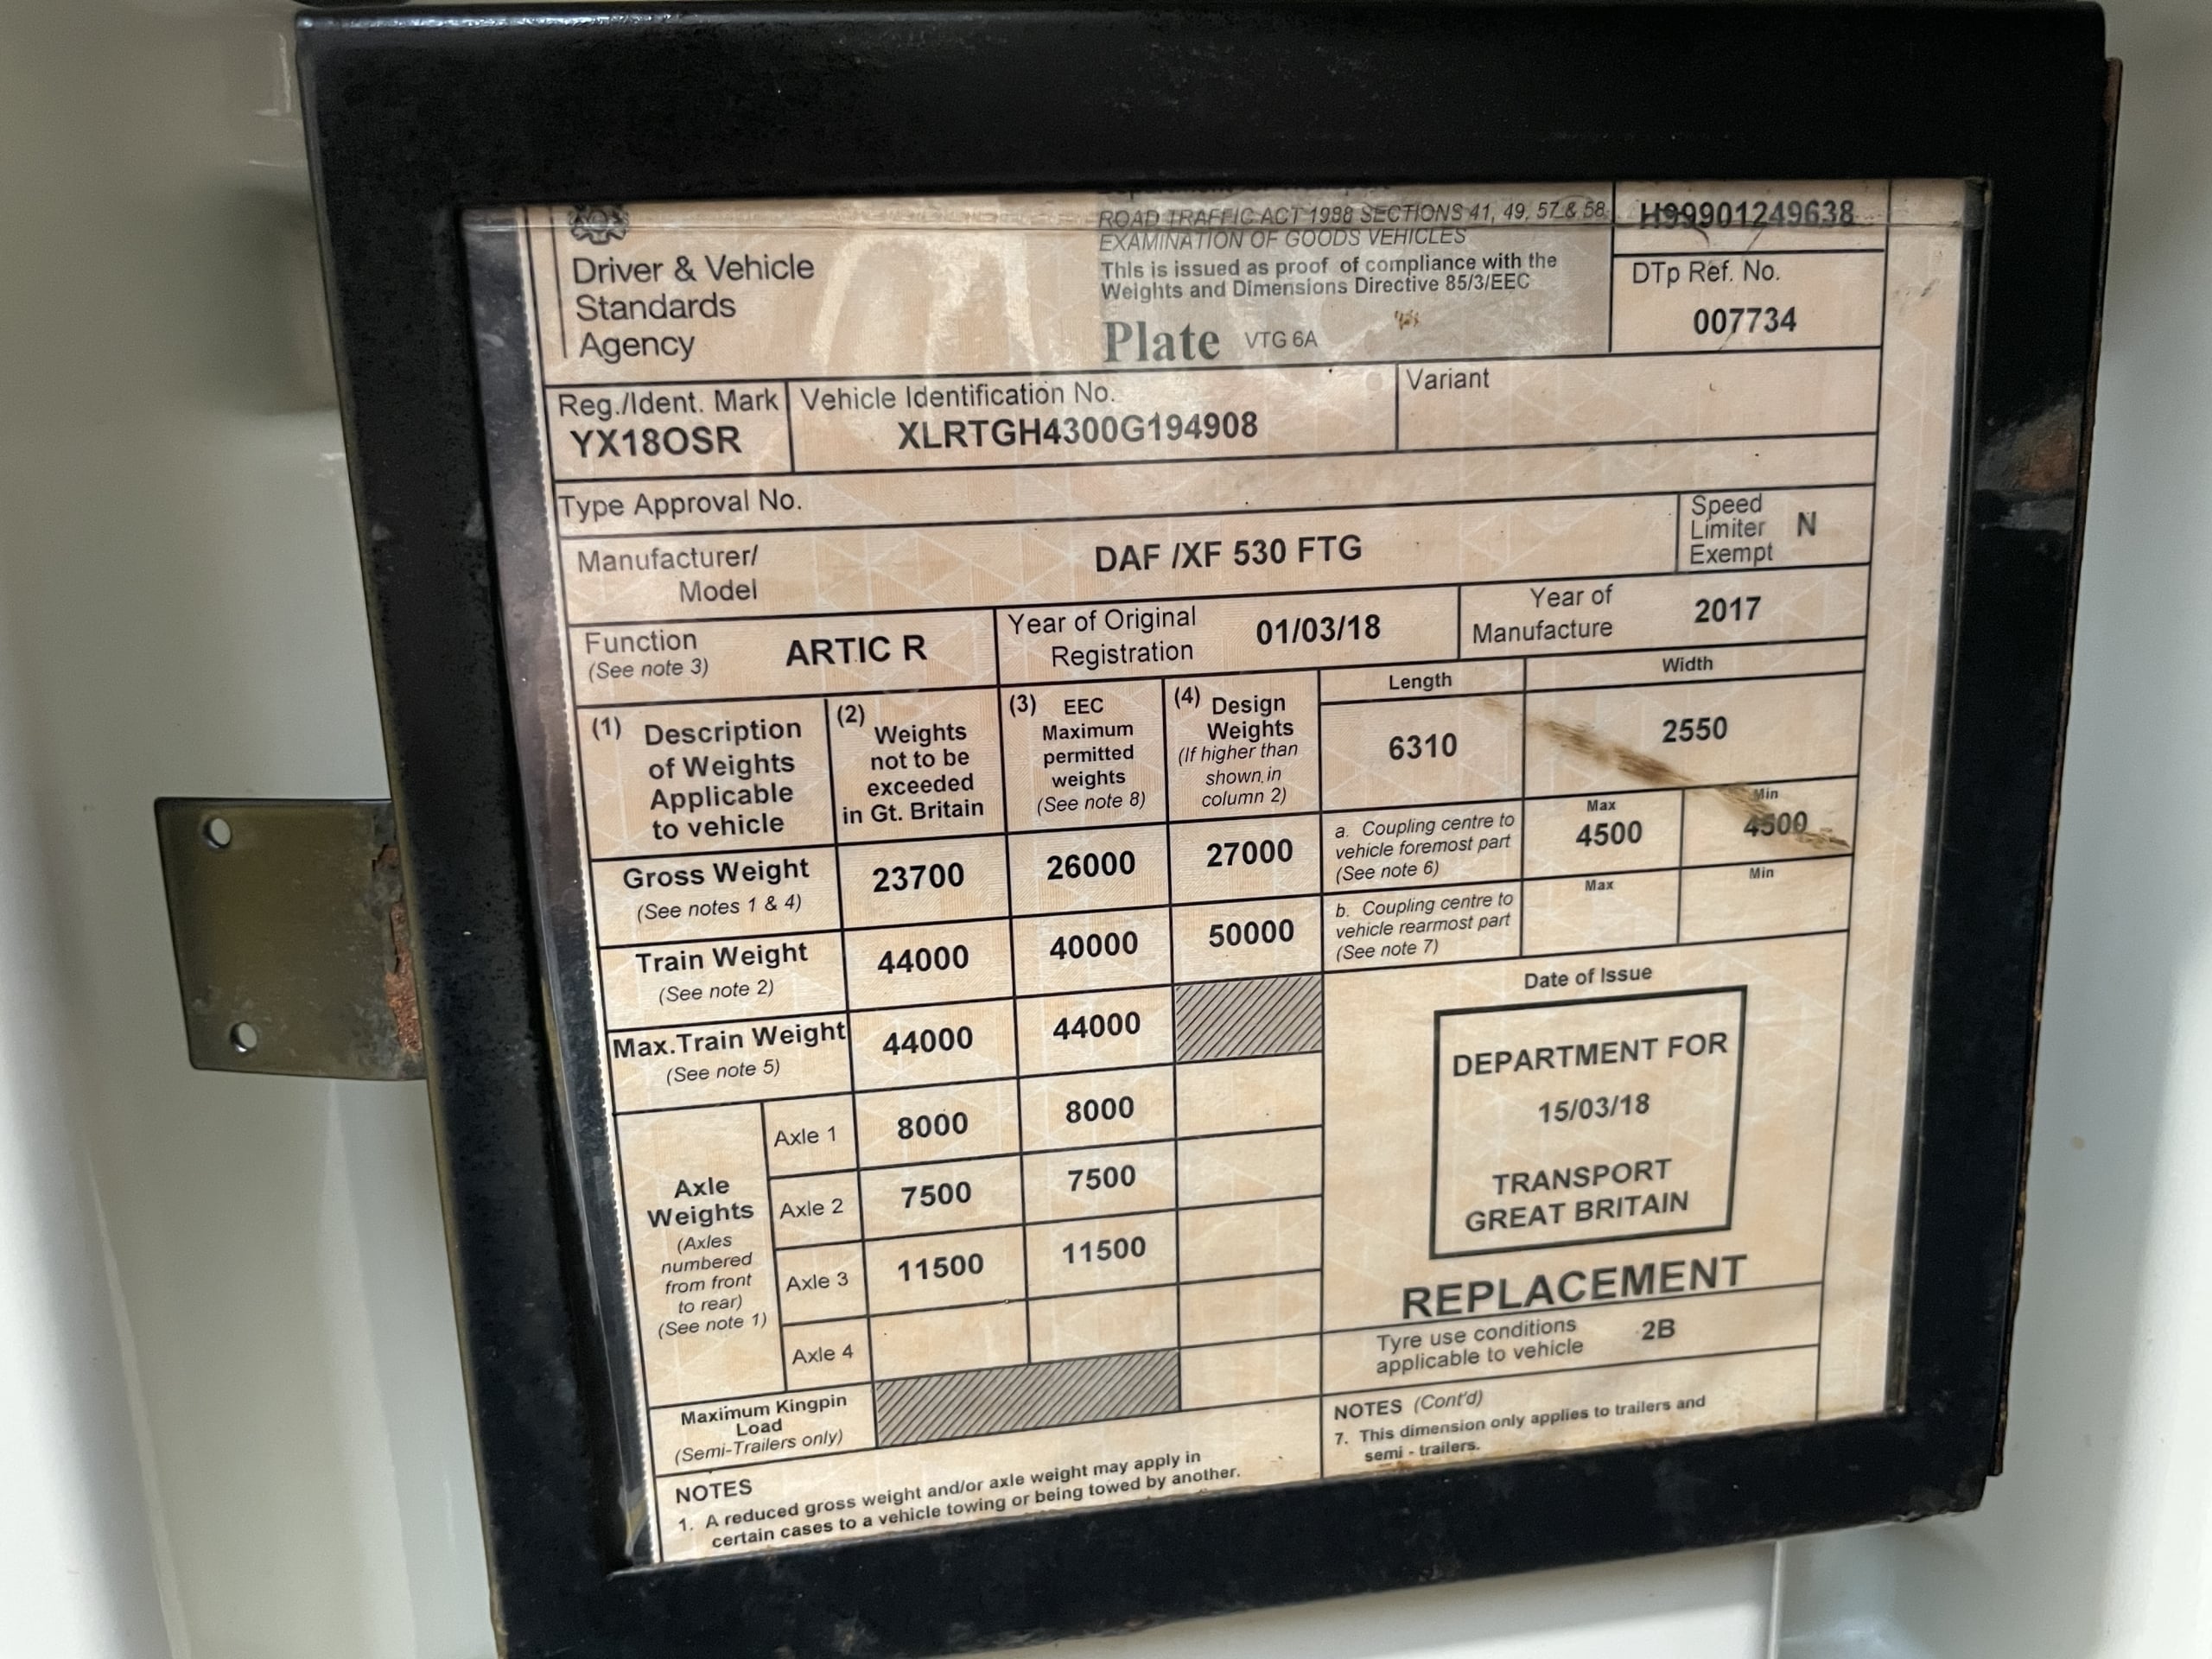 ROAD TRAFFIC ACT 1988 SECTIONS 41, 49, 57 & 58
EXAMINATION OF GOODS VEHICLES
This is issued as proof of compliance with the
Weights and Dimensions Directive 85/3/EEC
Plate VTG 6A
Driver & Vehicle
Standards
Agency
H99901249638
DTp Ref. No.
007734
Reg./Ident. Mark
YX18OSR
Vehicle Identification No.
XLRTGH4300G194908
Variant
Type Approval No.
Manufacturer/
Model
DAF /XF 530 FTG
Speed
Limiter N
Exempt
Function
(See note 3)
ARTIC R
Year of Original
Registration
01/03/18
Year of
Manufacture
2017
(1) Description
of Weights
Applicable
to vehicle
(2)
Weights
not to be
exceeded
in Gt. Britain
(3) EEC
Maximum
permitted
weights
(See note 8)
(4) Design
Weights
(If higher than
shown in
column 2)
Length
6310
Width
2550
Gross Weight
(See notes 1 & 4)
23700
26000
27000
a. Coupling centre to
vehicle foremost part
(See note 6)
Max
4500
Min
4500
Train Weight
(See note 2)
44000
40000
50000
b. Coupling centre to
vehicle rearmost part
(See note 7)
Max
Min
Max.Train Weight
(See note 5)
44000
44000
Axle
Weights
(Axles
numbered
from front
to rear)
(See note 1)
Axle 1
8000
8000
Axle 2
7500
7500
Axle 3
11500
11500
Axle 4
Maximum Kingpin
Load
(Semi-Trailers only)
Date of Issue
DEPARTMENT FOR
15/03/18
TRANSPORT
GREAT BRITAIN
REPLACEMENT
Tyre use conditions
applicable to vehicle
2B
NOTES
1. A reduced gross weight and/or axle weight may apply in
certain cases to a vehicle towing or being towed by another.
NOTES (Cont'd)
7. This dimension only applies to trailers and
semi - trailers.